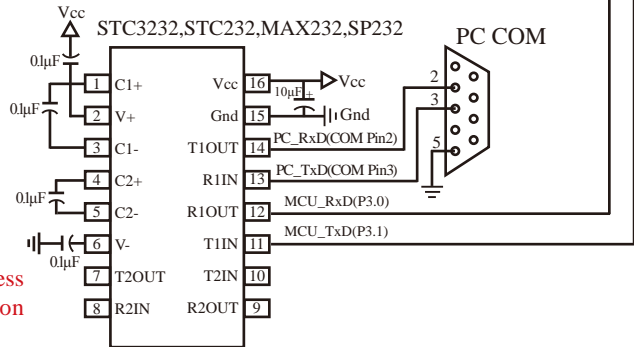 Vcc
STC3232,STC232,MAX232,SP232
PC COM
0.1μF
0.1μF
1 C1+ Vcc 16 Vcc
10μF +
2 V+ Gnd 15 Gnd
3 C1- T1OUT 14 PC_RxD(COM Pin2)
4 C2+ R1IN 13 PC_TxD(COM Pin3)
0.1μF
5 C2- R1OUT 12 MCU_RxD(P3.0)
6 V- T1IN 11 MCU_TxD(P3.1)
0.1μF
7 T2OUT T2IN 10
8 R2IN R2OUT 9
2
3
5
ess
on